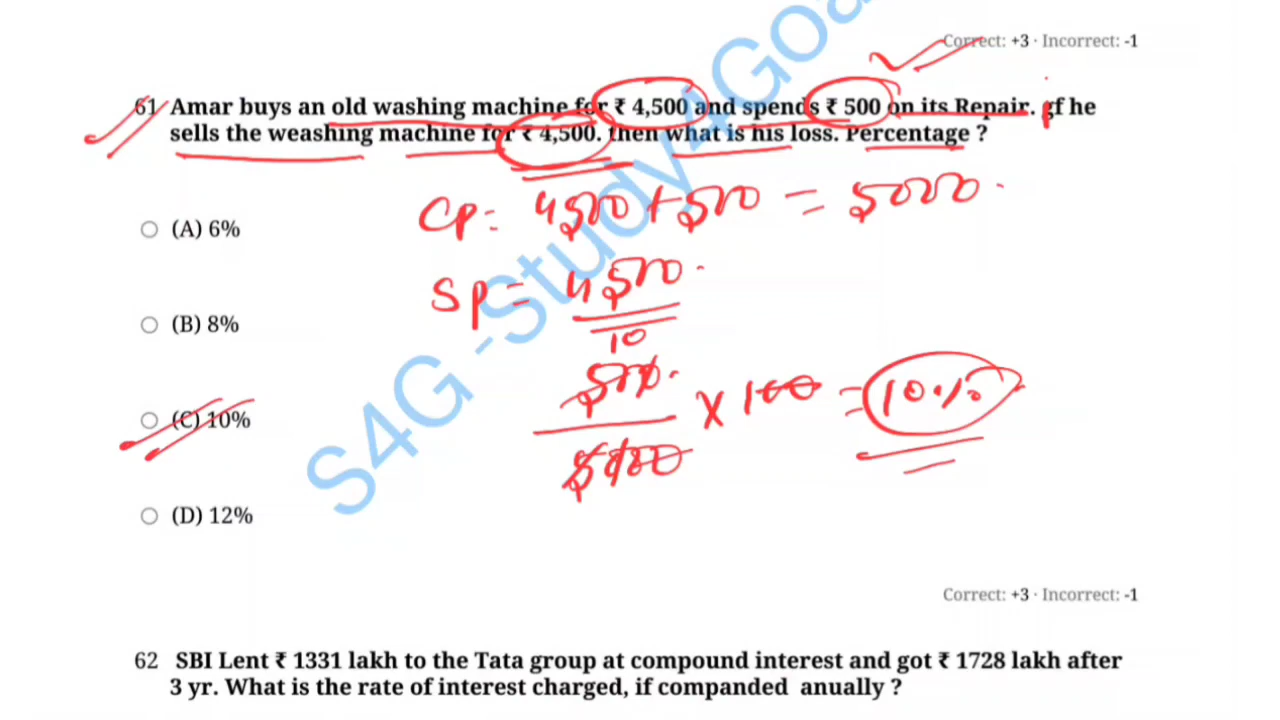 Correct: +3 · Incorrect: -1
61 Amar buys an old washing machine for ₹ 4,500 and spends ₹ 500 on its Repair. if he
sells the weashing machine for ₹ 4,500. then what is his loss. Percentage ?
CP = 4500 + 500 = 5000.
(A) 6%
SP = 4500.
10
(B) 8%
500 × 100 = 10%
5000
(C) 10%
(D) 12%
S4G -Study4Goa
Correct: +3 · Incorrect: -1
62 SBI Lent ₹ 1331 lakh to the Tata group at compound interest and got ₹ 1728 lakh after
3 yr. What is the rate of interest charged, if companded anually ?